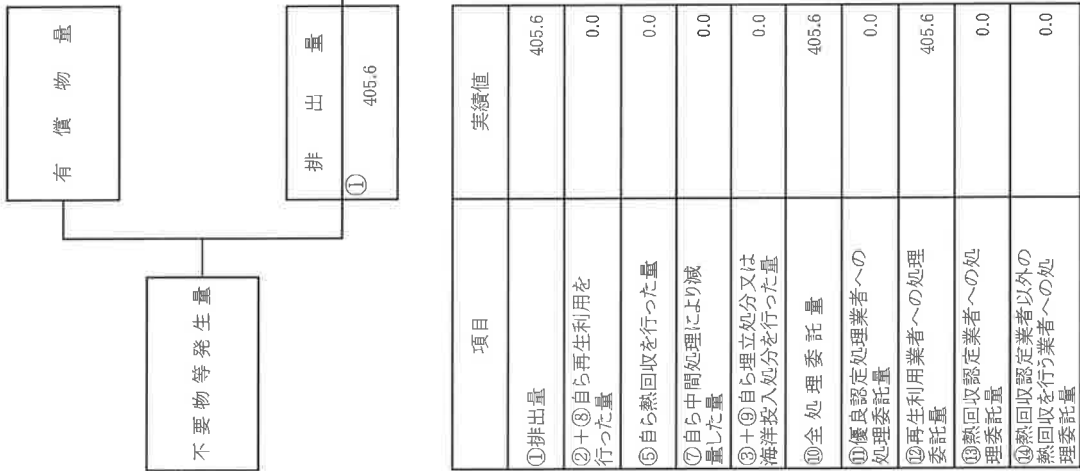 不要物等発生量
有償物量
排出量
①
405.6
項目
実績値
①排出量
405.6
②+⑧自ら再生利用を
行った量
0.0
⑤自ら熱回収を行った量
0.0
⑦自ら中間処理により減
量した量
0.0
③+⑨自ら埋立処分又は
海洋投入処分を行った量
0.0
⑩全処理委託量
405.6
⑪優良認定処理業者への
処理委託量
0.0
⑫再生利用業者への処理
委託量
405.6
⑬熱回収認定業者への処
理委託量
0.0
⑭熱回収認定業者以外の
熱回収を行う業者への処
理委託量
0.0